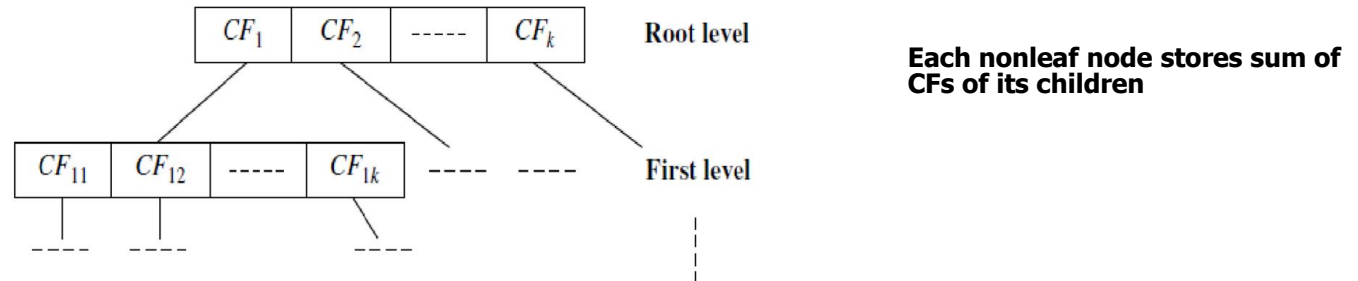 CF₁ CF₂ ----- CFₖ Root level
Each nonleaf node stores sum of
CFs of its children
CF₁₁ CF₁₂ ----- CF₁ₖ ---- ---- First level
---- ---- ----